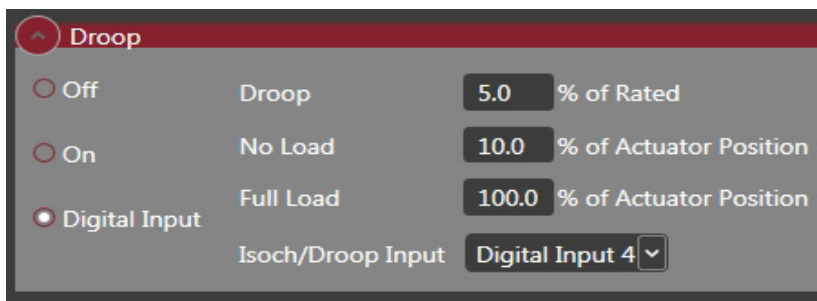 Droop
Off
Droop 5.0 % of Rated
On
No Load 10.0 % of Actuator Position
Full Load 100.0 % of Actuator Position
Digital Input
Isoch/Droop Input Digital Input 4